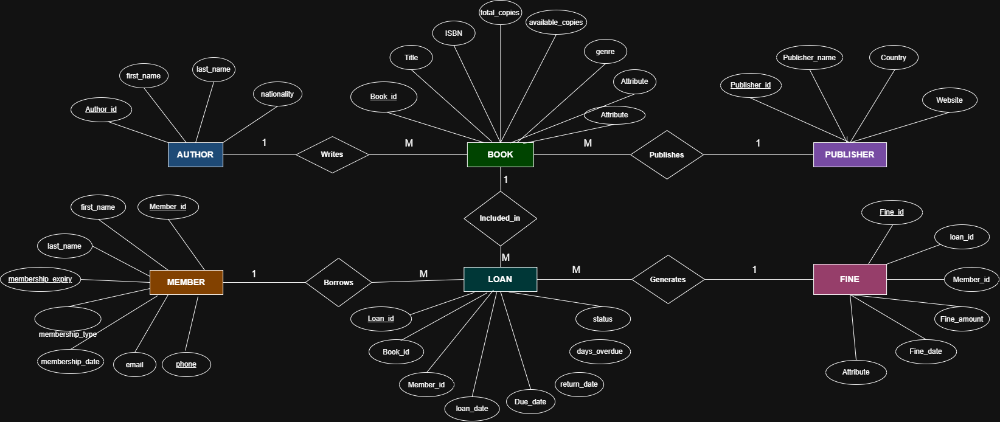 total_copies
available_copies
ISBN
genre
Title
Publisher_name
Country
last_name
first_name
Attribute
Publisher_id
nationality
Book_id
Website
Author_id
Attribute
1
M
M
1
AUTHOR
Writes
BOOK
Publishes
PUBLISHER
1
first_name
Member_id
Included_in
Fine_id
loan_id
last_name
M
1
M
M
1
membership_expiry
MEMBER
Borrows
LOAN
Generates
FINE
Member_id
Loan_id
status
Fine_amount
membership_type
Book_id
days_overdue
Fine_date
membership_date
email
phone
Attribute
Member_id
return_date
loan_date
Due_date